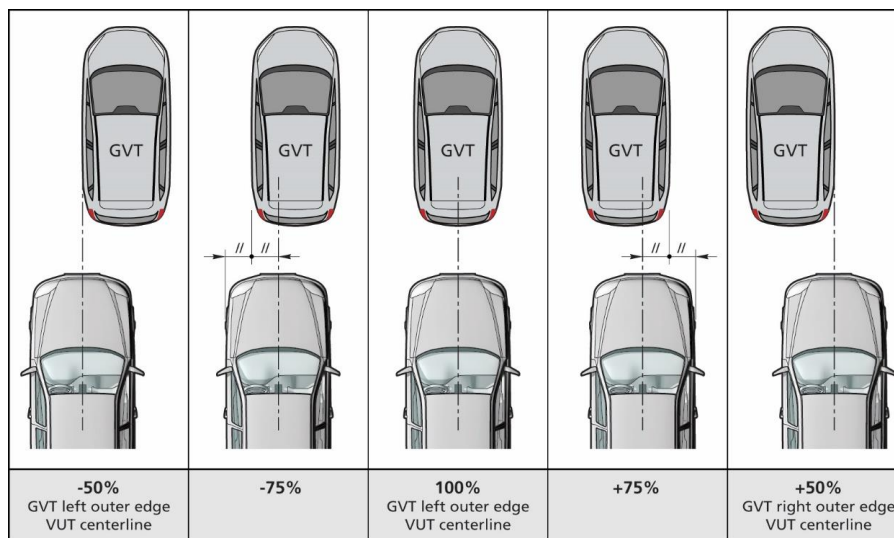 GVT
GVT
GVT
GVT
GVT
//
//
//
//
-50%
GVT left outer edge
VUT centerline
-75%
100%
GVT left outer edge
VUT centerline
+75%
+50%
GVT right outer edge
VUT centerline